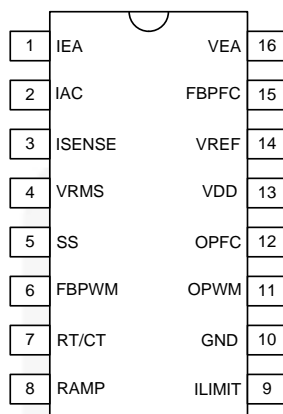 1 IEA VEA 16
2 IAC FBPFC 15
3 ISENSE VREF 14
4 VRMS VDD 13
5 SS OPFC 12
6 FBPWM OPWM 11
7 RT/CT GND 10
8 RAMP ILIMIT 9